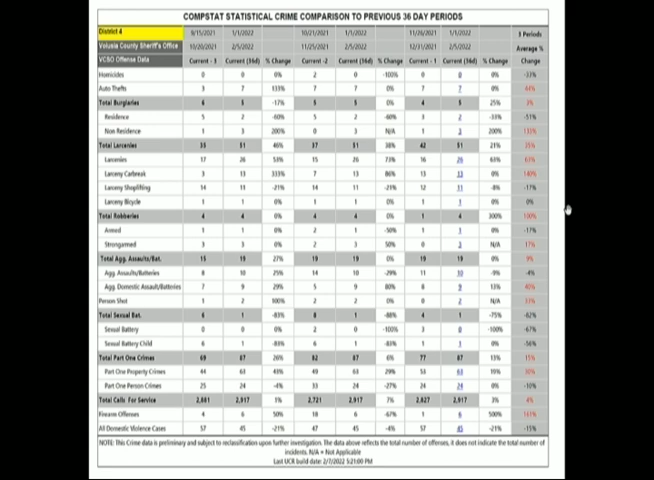 COMPSTAT STATISTICAL CRIME COMPARISON TO PREVIOUS 36 DAY PERIODS
District 4 9/15/2021 1/1/2022 10/21/2021 1/1/2022 11/26/2021 1/1/2022 3 Periods
Volusia County Sheriff's Office 10/20/2021 2/5/2022 11/25/2021 2/5/2022 12/31/2021 2/5/2022 Average %
VCSO Offense Data Current - 3 Current (36d) % Change Current -2 Current (36d) % Change Current - 1 Current (36d) % Change Change
Homicides 0 0 0% 2 0 -100% 0 0 0% -33%
Auto Thefts 3 7 133% 7 7 0% 7 7 0% 44%
Total Burglaries 6 5 -17% 5 5 0% 4 5 25% 3%
Residence 5 2 -60% 5 2 -60% 3 2 -33% -51%
Non Residence 1 3 200% 0 3 N/A 1 3 200% 133%
Total Larcenies 35 51 46% 37 51 38% 42 51 21% 35%
Larcenies 17 26 53% 15 26 73% 16 26 63% 63%
Larceny Carbreak 3 13 333% 7 13 86% 13 13 0% 140%
Larceny Shoplifting 14 11 -21% 14 11 -21% 12 11 -8% -17%
Larceny Bicycle 1 1 0% 1 1 0% 1 1 0% 0%
Total Robberies 4 4 0% 4 4 0% 1 4 300% 100%
Armed 1 1 0% 2 1 -50% 1 1 0% -17%
Strongarmed 3 3 0% 2 3 50% 0 3 N/A 17%
Total Agg. Assaults/Bat. 15 19 27% 19 19 0% 19 19 0% 9%
Agg. Assaults/Batteries 8 10 25% 14 10 -29% 11 10 -9% -4%
Agg. Domestic Assault/Batteries 7 9 29% 5 9 80% 8 9 13% 40%
Person Shot 1 2 100% 2 2 0% 0 2 N/A 33%
Total Sexual Bat. 6 1 -83% 8 1 -88% 4 1 -75% -82%
Sexual Battery 0 0 0% 2 0 -100% 3 0 -100% -67%
Sexual Battery Child 6 1 -83% 6 1 -83% 1 1 0% -56%
Total Part One Crimes 69 87 26% 82 87 6% 77 87 13% 15%
Part One Property Crimes 44 63 43% 49 63 29% 53 63 19% 30%
Part One Person Crimes 25 24 -4% 33 24 -27% 24 24 0% -10%
Total Calls For Service 2,881 2,917 1% 2,721 2,917 7% 2,827 2,917 3% 4%
Firearm Offenses 4 6 50% 18 6 -67% 1 6 500% 161%
All Domestic Violence Cases 57 45 -21% 47 45 -4% 57 45 -21% -15%
NOTE: This Crime data is preliminary and subject to reclassification upon further investigation. The data above reflects the total number of offenses, it does not indicate the total number of
incidents. N/A = Not Applicable
Last UCR build date: 2/7/2022 5:21:00 PM